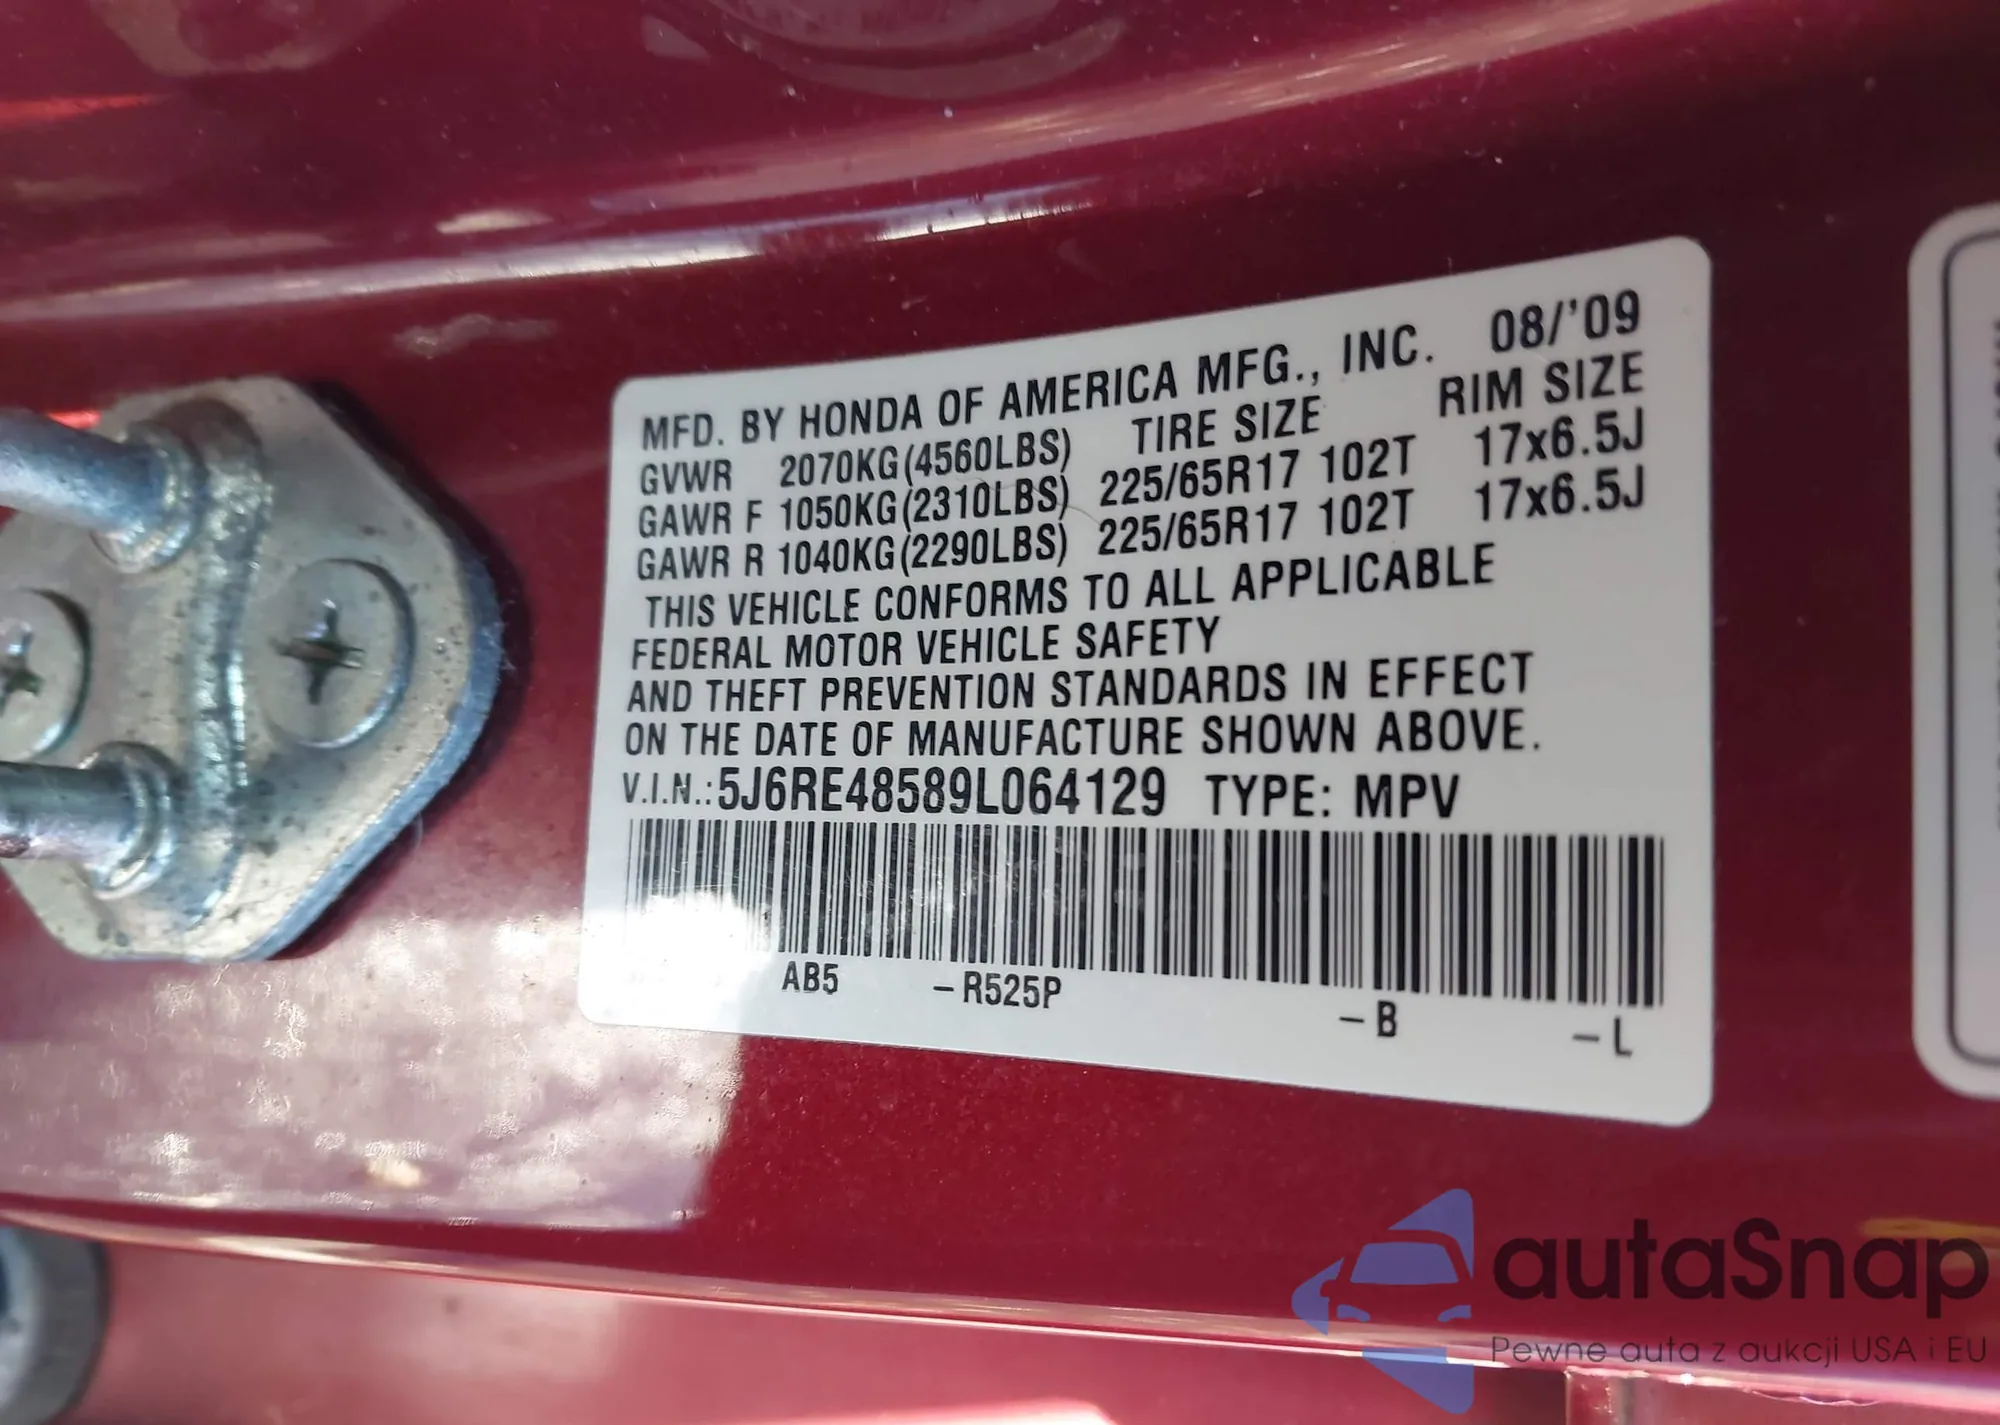 MFD. BY HONDA OF AMERICA MFG., INC. 08/'09
GVWR 2070KG(4560LBS) TIRE SIZE RIM SIZE
GAWR F 1050KG(2310LBS) 225/65R17 102T 17x6.5J
GAWR R 1040KG(2290LBS) 225/65R17 102T 17x6.5J
THIS VEHICLE CONFORMS TO ALL APPLICABLE
FEDERAL MOTOR VEHICLE SAFETY
AND THEFT PREVENTION STANDARDS IN EFFECT
ON THE DATE OF MANUFACTURE SHOWN ABOVE.
V.I.N.: 5J6RE48589L064129 TYPE: MPV
AB5 -R525P -B -L
autaSnap
Pewne auta z aukcji USA i EU